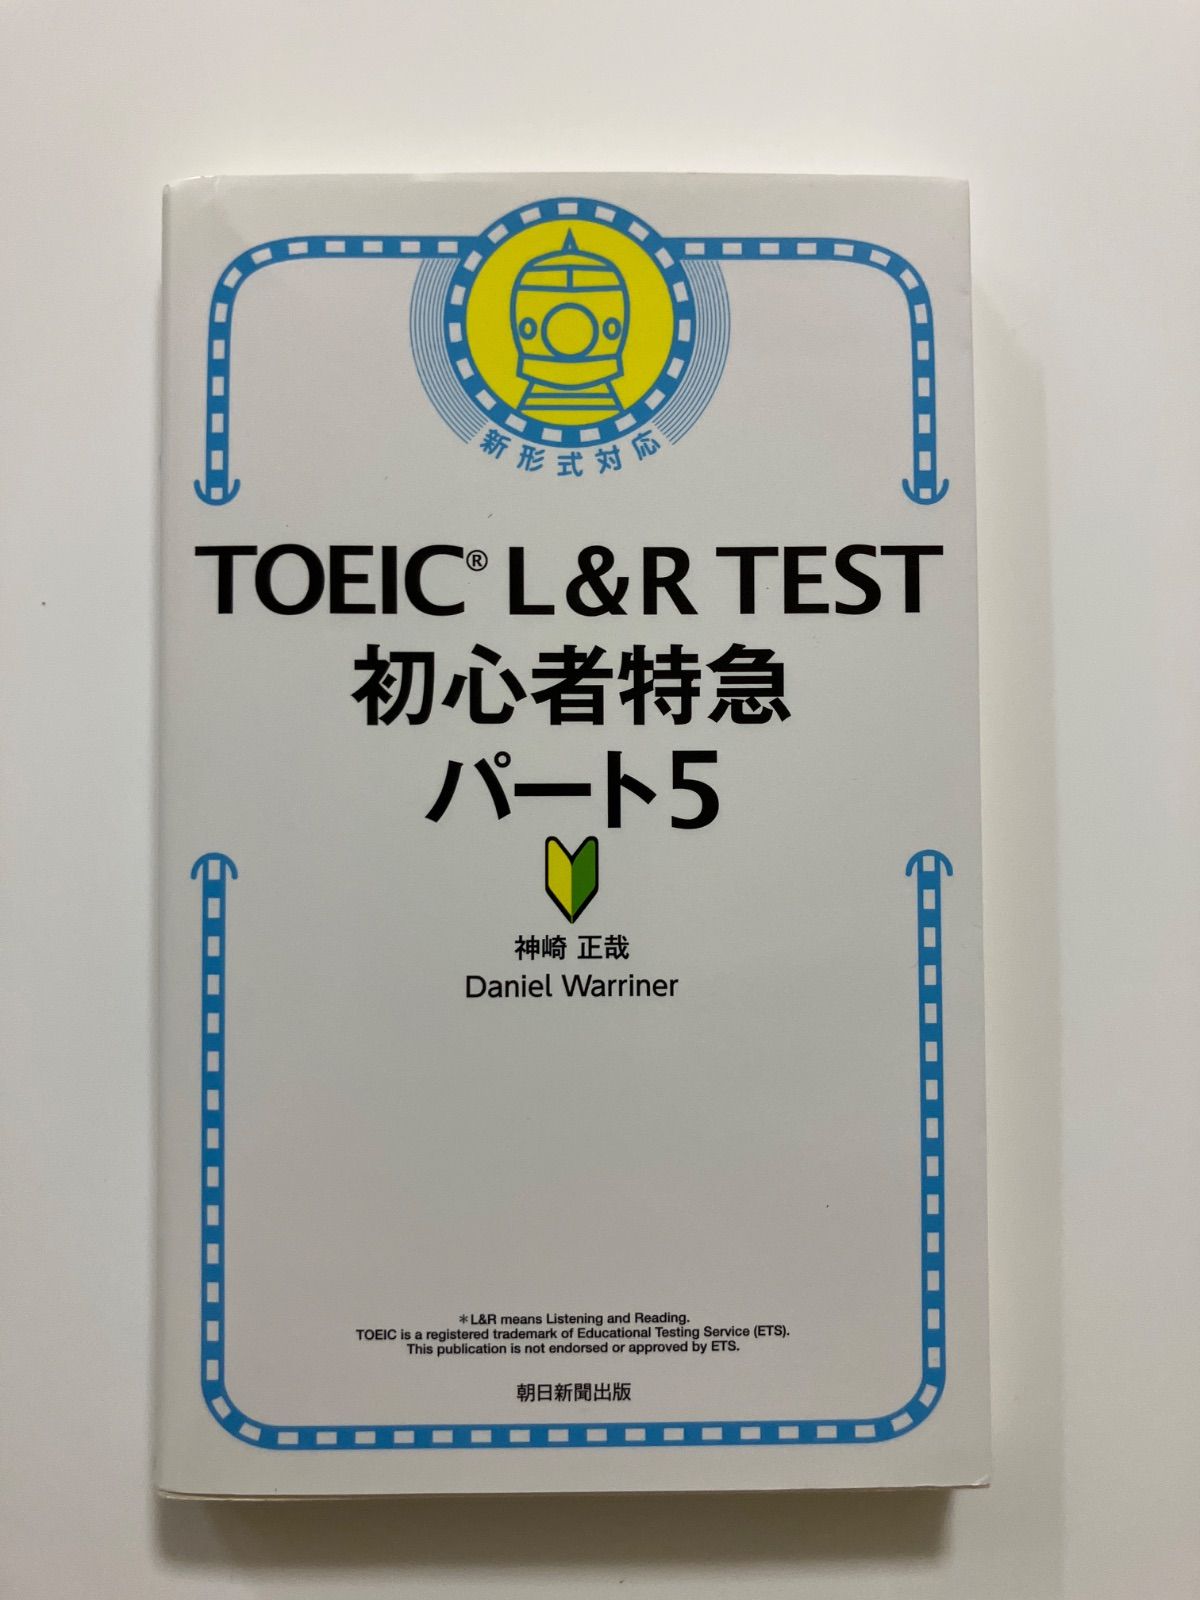 新形式対応
TOEIC® L&R TEST
初心者特急
パート5
神崎 正哉
Daniel Warriner
＊L&R means Listening and Reading.
TOEIC is a registered trademark of Educational Testing Service (ETS).
This publication is not endorsed or approved by ETS.
朝日新聞出版